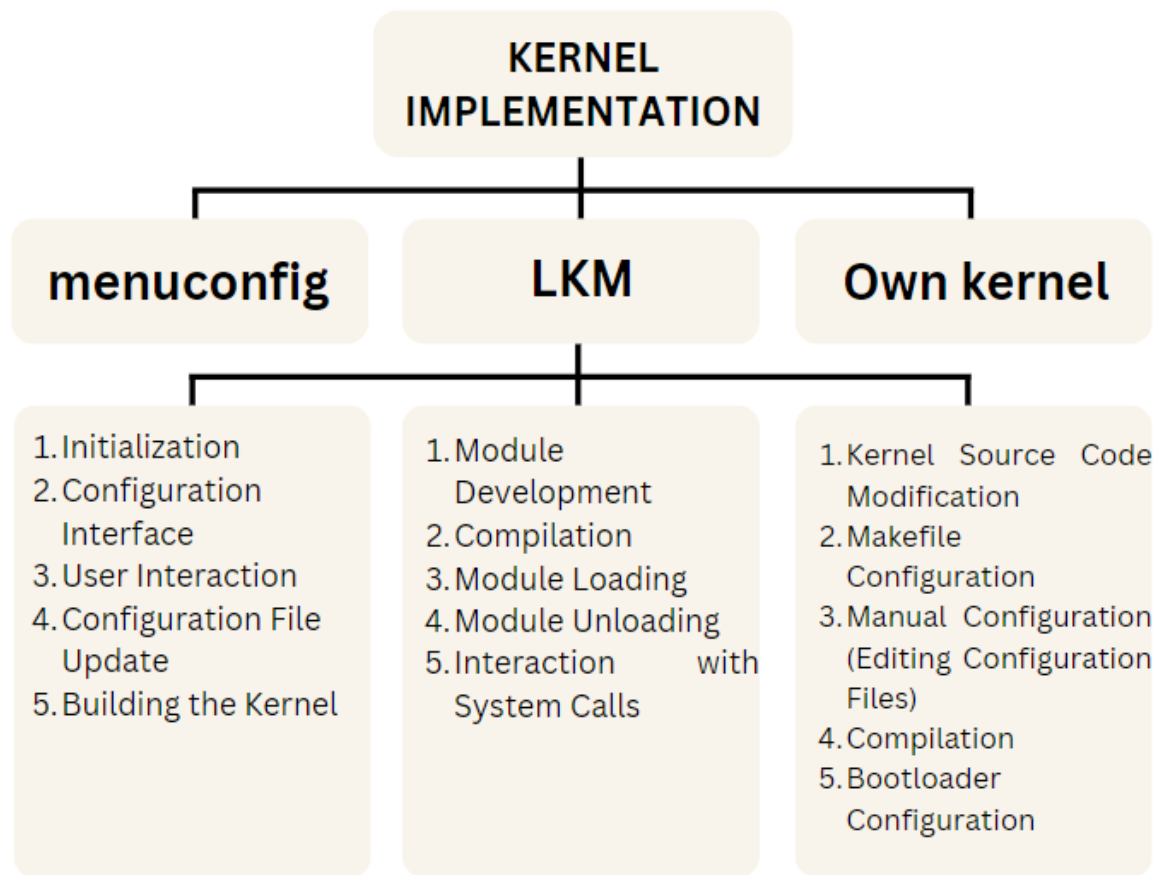 KERNEL
IMPLEMENTATION
menuconfig
LKM
Own kernel
1. Initialization
2. Configuration
Interface
3. User Interaction
4. Configuration File
Update
5. Building the Kernel
1. Module
Development
2. Compilation
3. Module Loading
4. Module Unloading
5. Interaction with
System Calls
1. Kernel Source Code
Modification
2. Makefile
Configuration
3. Manual Configuration
(Editing Configuration
Files)
4. Compilation
5. Bootloader
Configuration